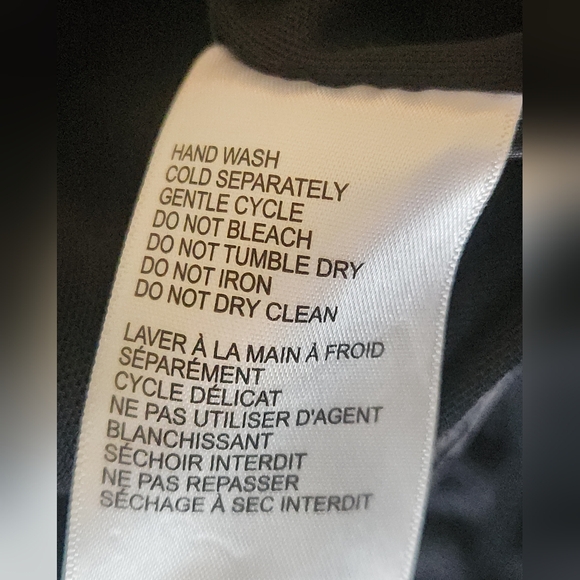 HAND WASH
COLD SEPARATELY
GENTLE CYCLE
DO NOT BLEACH
DO NOT TUMBLE DRY
DO NOT IRON
DO NOT DRY CLEAN
LAVER À LA MAIN À FROID
SÉPARÉMENT
CYCLE DÉLICAT
NE PAS UTILISER D'AGENT
BLANCHISSANT
SÉCHOIR INTERDIT
NE PAS REPASSER
SÉCHAGE À SEC INTERDIT